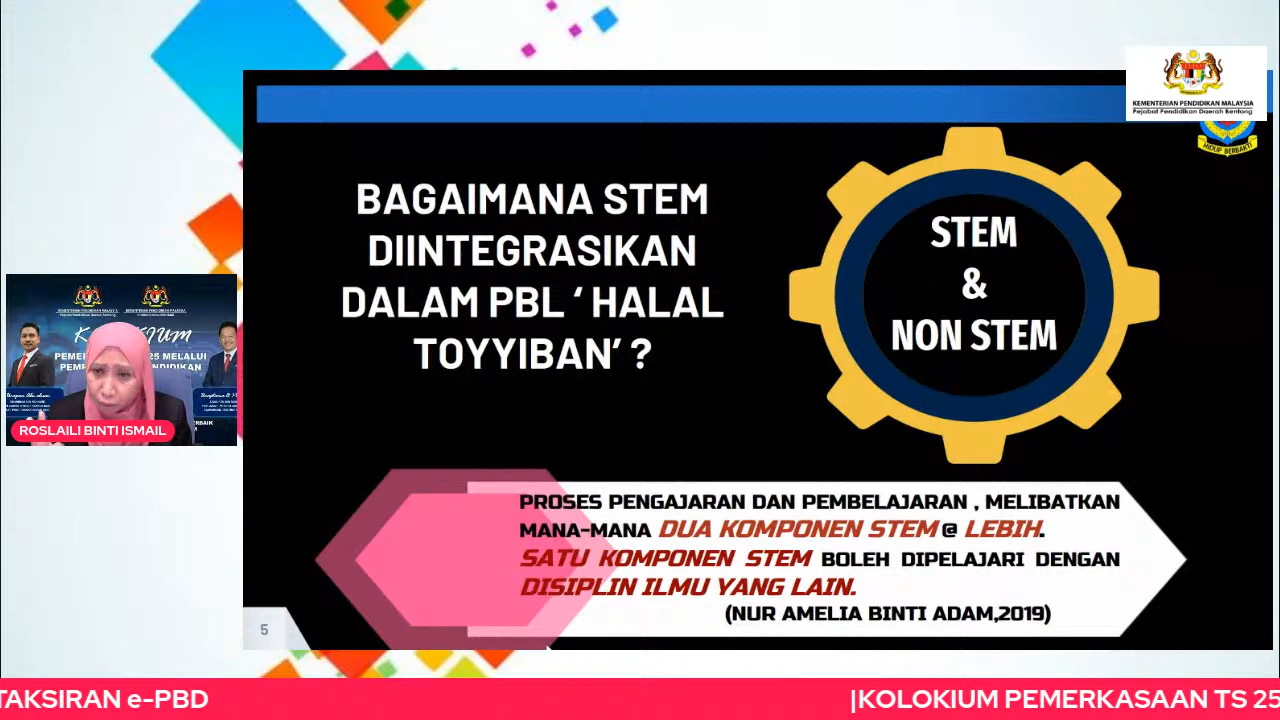 KEMENTERIAN PENDIDIKAN MALAYSIA
Pejabat Pendidikan Daerah Bentong
HIDUP BERBAKTI
BAGAIMANA STEM
DIINTEGRASIKAN
DALAM PBL ‘ HALAL
TOYYIBAN’ ?
STEM
&
NON STEM
PROSES PENGAJARAN DAN PEMBELAJARAN , MELIBATKAN
MANA-MANA DUA KOMPONEN STEM @ LEBIH.
SATU KOMPONEN STEM BOLEH DIPELAJARI DENGAN
DISIPLIN ILMU YANG LAIN.
(NUR AMELIA BINTI ADAM,2019)
5
ROSLAILI BINTI ISMAIL
TAKSIRAN e-PBD
|KOLOKIUM PEMERKASAAN TS 25